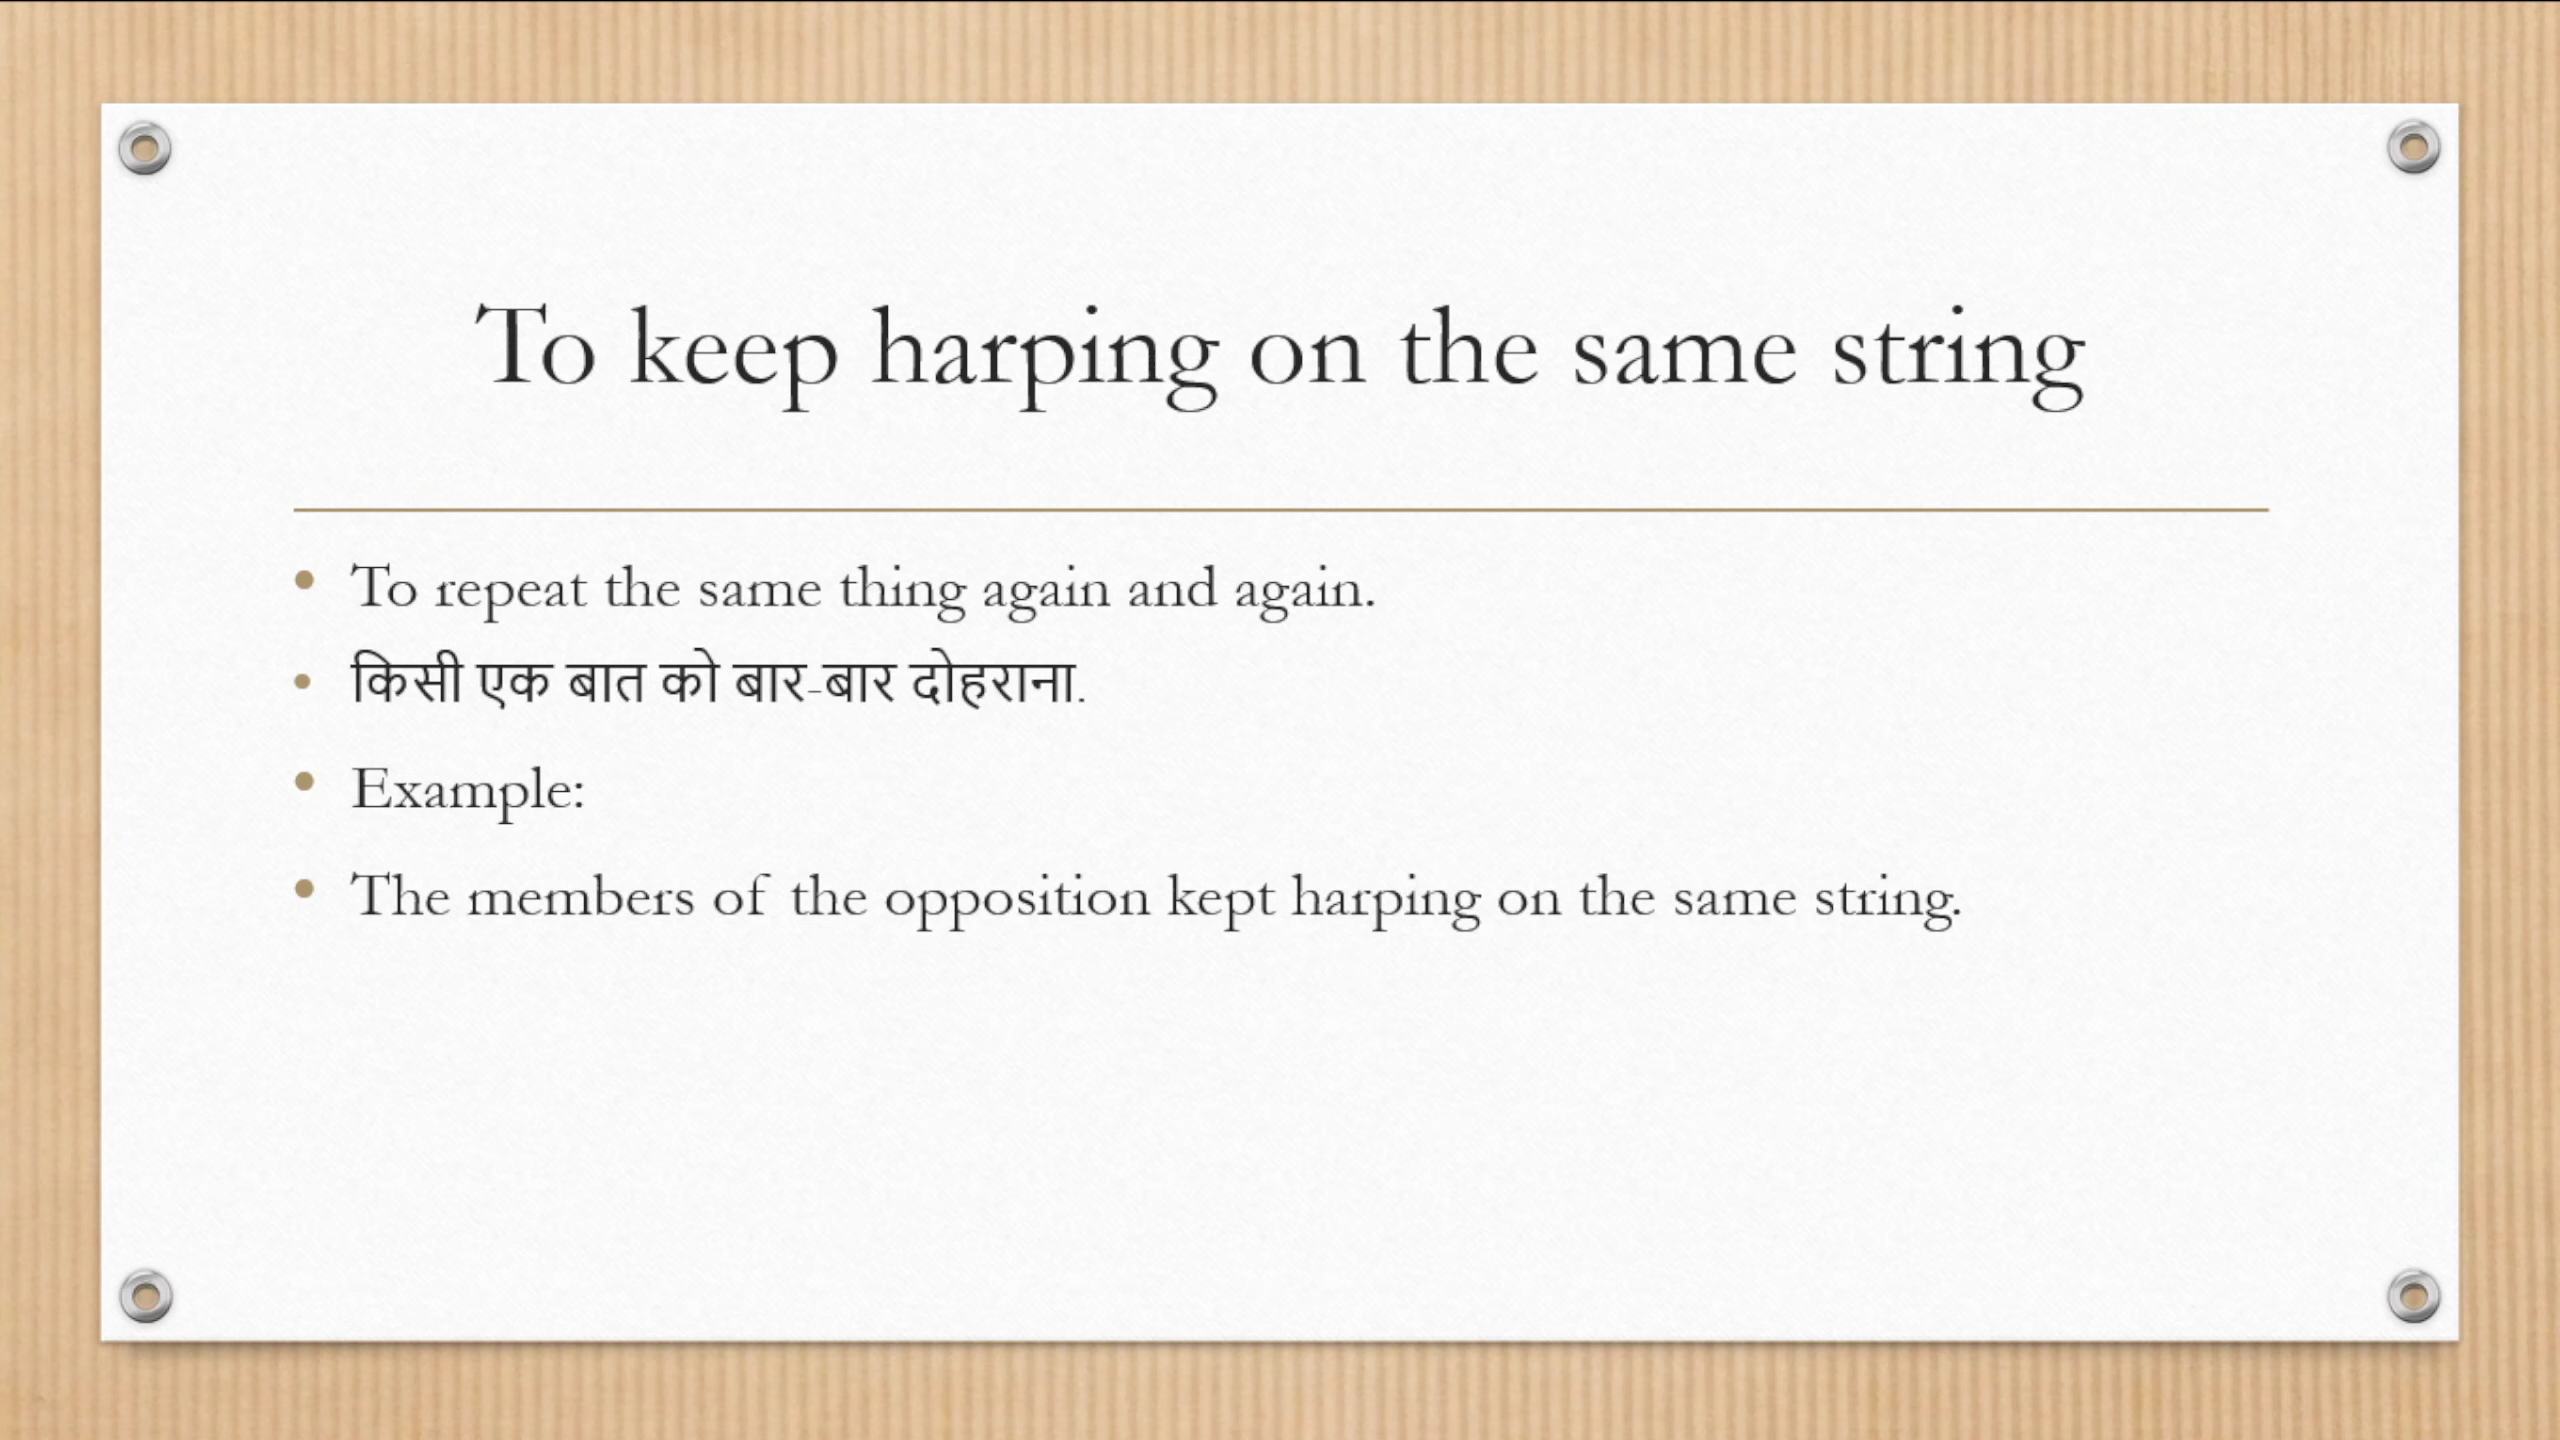 To keep harping on the same string
To repeat the same thing again and again.
किसी एक बात को बार-बार दोहराना.
Example:
The members of the opposition kept harping on the same string.